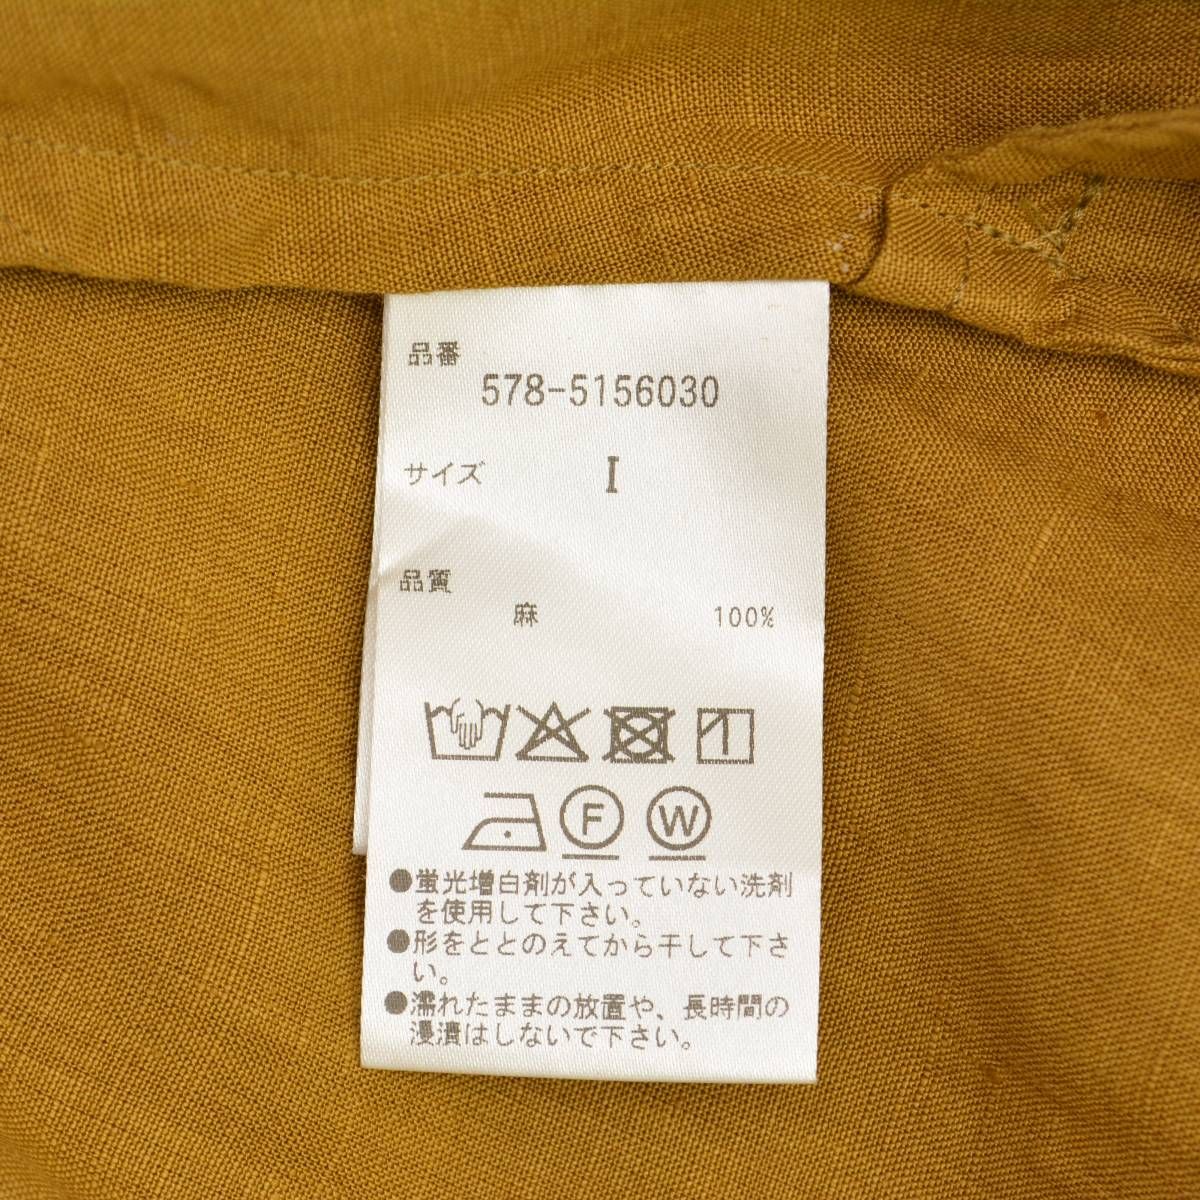 品番
578-5156030
サイズ I
品質
麻 100%
F W
●蛍光増白剤が入っていない洗剤
を使用して下さい。
●形をととのえてから干して下さ
い。
●濡れたままの放置や、長時間の
浸漬はしないで下さい。